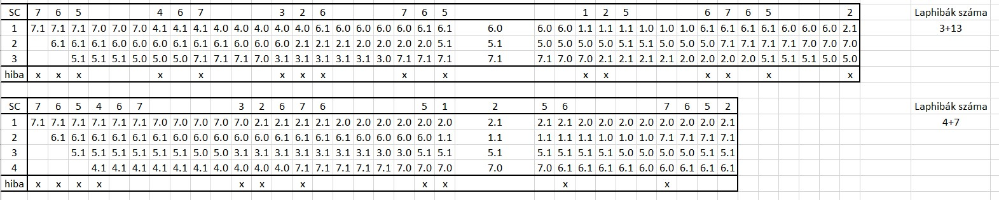 SC 7 6 5 4 6 7 3 2 6 7 6 5 1 2 5 6 7 6 5 2 Laphibák száma
1 7.1 7.1 7.1 7.0 7.0 7.0 4.1 4.1 4.1 4.0 4.0 4.0 4.0 4.0 6.1 6.0 6.0 6.0 6.0 6.1 6.1 6.0 6.0 6.0 1.1 1.1 1.1 1.0 1.0 1.0 6.1 6.1 6.1 6.1 6.0 6.0 6.0 2.1 3+13
2 6.1 6.1 6.1 6.0 6.0 6.0 6.1 6.1 6.1 6.0 6.0 6.0 2.1 2.1 2.1 2.0 2.0 2.0 2.0 5.1 5.1 5.0 5.0 5.0 5.0 5.1 5.1 5.0 5.0 5.0 7.1 7.1 7.1 7.1 7.0 7.0 7.0
3 5.1 5.1 5.1 5.0 5.0 5.0 7.1 7.1 7.1 7.0 3.1 3.1 3.1 3.1 3.1 3.0 7.1 7.1 7.1 7.1 7.1 7.0 7.0 2.1 2.1 2.1 2.1 2.0 2.0 2.0 2.0 5.1 5.1 5.1 5.0 5.0
hiba x x x x x x x x x x x x x x x x
SC 7 6 5 4 6 7 3 2 6 7 6 5 1 2 5 6 7 6 5 2 Laphibák száma
1 7.1 7.1 7.1 7.1 7.1 7.1 7.0 7.0 7.0 7.0 7.0 2.1 2.1 2.1 2.1 2.0 2.0 2.0 2.0 2.0 2.0 2.1 2.1 2.1 2.0 2.0 2.0 2.0 2.0 2.0 2.1 4+7
2 6.1 6.1 6.1 6.1 6.1 6.1 6.0 6.0 6.0 6.0 6.0 6.1 6.1 6.1 6.1 6.0 6.0 6.0 6.0 1.1 1.1 1.1 1.1 1.1 1.0 1.0 1.0 7.1 7.1 7.1 7.1
3 5.1 5.1 5.1 5.1 5.1 5.1 5.0 5.0 3.1 3.1 3.1 3.1 3.1 3.1 3.0 3.0 5.1 5.1 5.1 5.1 5.1 5.1 5.1 5.0 5.0 5.0 5.0 5.1 5.1
4 4.1 4.1 4.1 4.1 4.1 4.0 4.0 4.0 4.0 7.1 7.1 7.1 7.1 7.1 7.0 7.0 7.0 7.0 7.0 6.1 6.1 6.1 6.1 6.0 6.0 6.1 6.1 6.1
hiba x x x x x x x x x x x